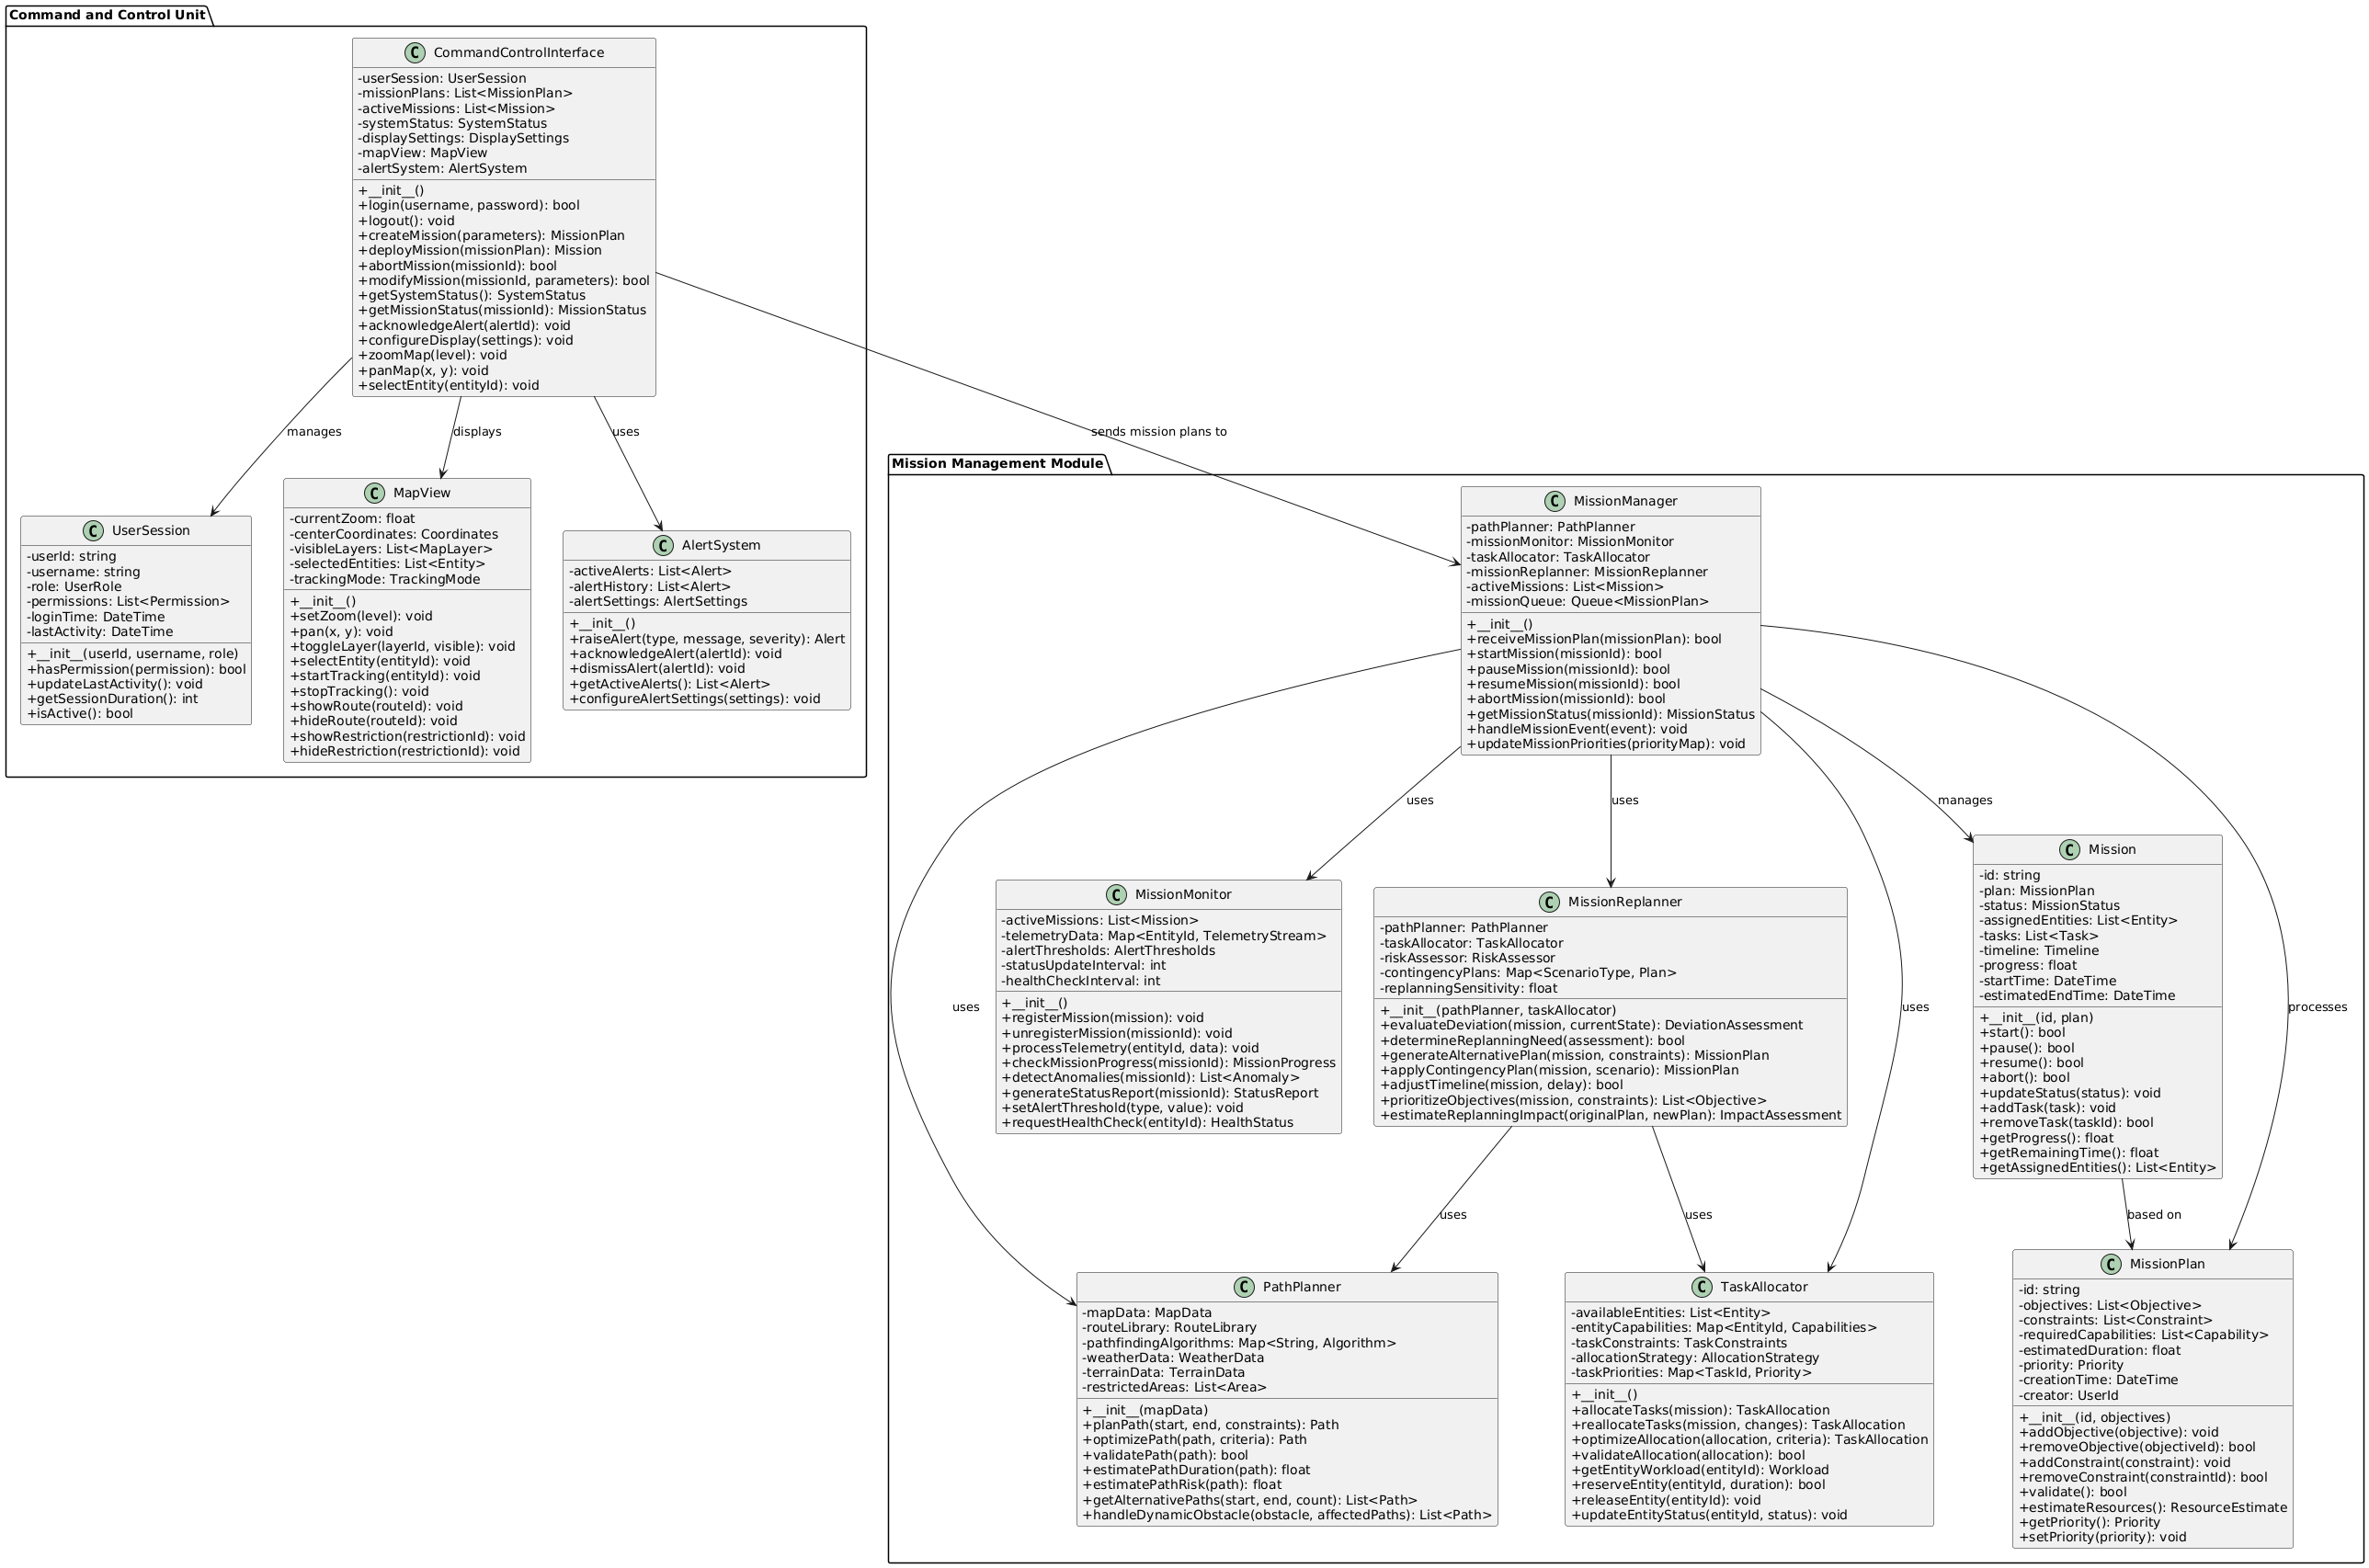 Command and Control Unit
C CommandControlInterface
-userSession: UserSession
-missionPlans: List<MissionPlan>
-activeMissions: List<Mission>
-systemStatus: SystemStatus
-displaySettings: DisplaySettings
-mapView: MapView
-alertSystem: AlertSystem
+__init__()
+login(username, password): bool
+logout(): void
+createMission(parameters): MissionPlan
+deployMission(missionPlan): Mission
+abortMission(missionId): bool
+modifyMission(missionId, parameters): bool
+getSystemStatus(): SystemStatus
+getMissionStatus(missionId): MissionStatus
+acknowledgeAlert(alertId): void
+configureDisplay(settings): void
+zoomMap(level): void
+panMap(x, y): void
+selectEntity(entityId): void
manages
displays
uses
sends mission plans to
C UserSession
-userId: string
-username: string
-role: UserRole
-permissions: List<Permission>
-loginTime: DateTime
-lastActivity: DateTime
+__init__(userId, username, role)
+hasPermission(permission): bool
+updateLastActivity(): void
+getSessionDuration(): int
+isActive(): bool
C MapView
-currentZoom: float
-centerCoordinates: Coordinates
-visibleLayers: List<MapLayer>
-selectedEntities: List<Entity>
-trackingMode: TrackingMode
+__init__()
+setZoom(level): void
+pan(x, y): void
+toggleLayer(layerId, visible): void
+selectEntity(entityId): void
+startTracking(entityId): void
+stopTracking(): void
+showRoute(routeId): void
+hideRoute(routeId): void
+showRestriction(restrictionId): void
+hideRestriction(restrictionId): void
C AlertSystem
-activeAlerts: List<Alert>
-alertHistory: List<Alert>
-alertSettings: AlertSettings
+__init__()
+raiseAlert(type, message, severity): Alert
+acknowledgeAlert(alertId): void
+dismissAlert(alertId): void
+getActiveAlerts(): List<Alert>
+configureAlertSettings(settings): void
Mission Management Module
C MissionManager
-pathPlanner: PathPlanner
-missionMonitor: MissionMonitor
-taskAllocator: TaskAllocator
-missionReplanner: MissionReplanner
-activeMissions: List<Mission>
-missionQueue: Queue<MissionPlan>
+__init__()
+receiveMissionPlan(missionPlan): bool
+startMission(missionId): bool
+pauseMission(missionId): bool
+resumeMission(missionId): bool
+abortMission(missionId): bool
+getMissionStatus(missionId): MissionStatus
+handleMissionEvent(event): void
+updateMissionPriorities(priorityMap): void
uses
uses
manages
uses
uses
processes
C MissionMonitor
-activeMissions: List<Mission>
-telemetryData: Map<EntityId, TelemetryStream>
-alertThresholds: AlertThresholds
-statusUpdateInterval: int
-healthCheckInterval: int
+__init__()
+registerMission(mission): void
+unregisterMission(missionId): void
+processTelemetry(entityId, data): void
+checkMissionProgress(missionId): MissionProgress
+detectAnomalies(missionId): List<Anomaly>
+generateStatusReport(missionId): StatusReport
+setAlertThreshold(type, value): void
+requestHealthCheck(entityId): HealthStatus
C MissionReplanner
-pathPlanner: PathPlanner
-taskAllocator: TaskAllocator
-riskAssessor: RiskAssessor
-contingencyPlans: Map<ScenarioType, Plan>
-replanningSensitivity: float
+__init__(pathPlanner, taskAllocator)
+evaluateDeviation(mission, currentState): DeviationAssessment
+determineReplanningNeed(assessment): bool
+generateAlternativePlan(mission, constraints): MissionPlan
+applyContingencyPlan(mission, scenario): MissionPlan
+adjustTimeline(mission, delay): bool
+prioritizeObjectives(mission, constraints): List<Objective>
+estimateReplanningImpact(originalPlan, newPlan): ImpactAssessment
C Mission
-id: string
-plan: MissionPlan
-status: MissionStatus
-assignedEntities: List<Entity>
-tasks: List<Task>
-timeline: Timeline
-progress: float
-startTime: DateTime
-estimatedEndTime: DateTime
+__init__(id, plan)
+start(): bool
+pause(): bool
+resume(): bool
+abort(): bool
+updateStatus(status): void
+addTask(task): void
+removeTask(taskId): bool
+getProgress(): float
+getRemainingTime(): float
+getAssignedEntities(): List<Entity>
uses
uses
based on
C PathPlanner
-mapData: MapData
-routeLibrary: RouteLibrary
-pathfindingAlgorithms: Map<String, Algorithm>
-weatherData: WeatherData
-terrainData: TerrainData
-restrictedAreas: List<Area>
+__init__(mapData)
+planPath(start, end, constraints): Path
+optimizePath(path, criteria): Path
+validatePath(path): bool
+estimatePathDuration(path): float
+estimatePathRisk(path): float
+getAlternativePaths(start, end, count): List<Path>
+handleDynamicObstacle(obstacle, affectedPaths): List<Path>
C TaskAllocator
-availableEntities: List<Entity>
-entityCapabilities: Map<EntityId, Capabilities>
-taskConstraints: TaskConstraints
-allocationStrategy: AllocationStrategy
-taskPriorities: Map<TaskId, Priority>
+__init__()
+allocateTasks(mission): TaskAllocation
+reallocateTasks(mission, changes): TaskAllocation
+optimizeAllocation(allocation, criteria): TaskAllocation
+validateAllocation(allocation): bool
+getEntityWorkload(entityId): Workload
+reserveEntity(entityId, duration): bool
+releaseEntity(entityId): void
+updateEntityStatus(entityId, status): void
C MissionPlan
-id: string
-objectives: List<Objective>
-constraints: List<Constraint>
-requiredCapabilities: List<Capability>
-estimatedDuration: float
-priority: Priority
-creationTime: DateTime
-creator: UserId
+__init__(id, objectives)
+addObjective(objective): void
+removeObjective(objectiveId): bool
+addConstraint(constraint): void
+removeConstraint(constraintId): bool
+validate(): bool
+estimateResources(): ResourceEstimate
+getPriority(): Priority
+setPriority(priority): void